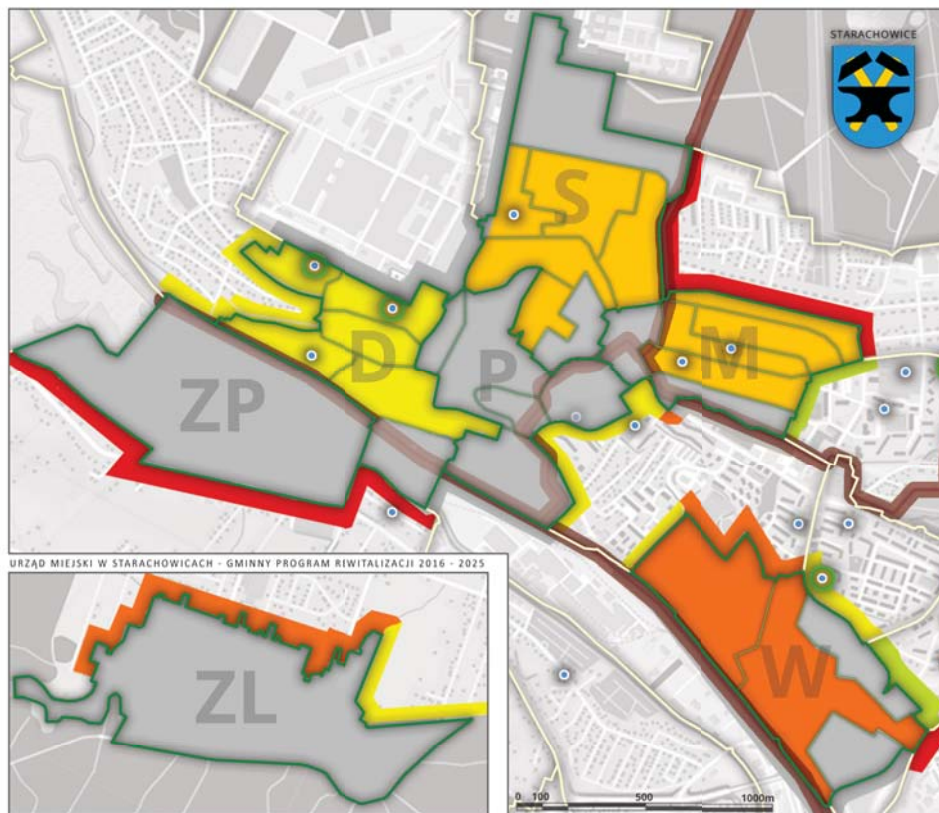 STARACHOWICE
S
D
P
M
ZP
URZĄD MIEJSKI W STARACHOWICACH - GMINNY PROGRAM RIWITALIZACJI 2016 - 2025
ZL
W
0 100 500 1000m